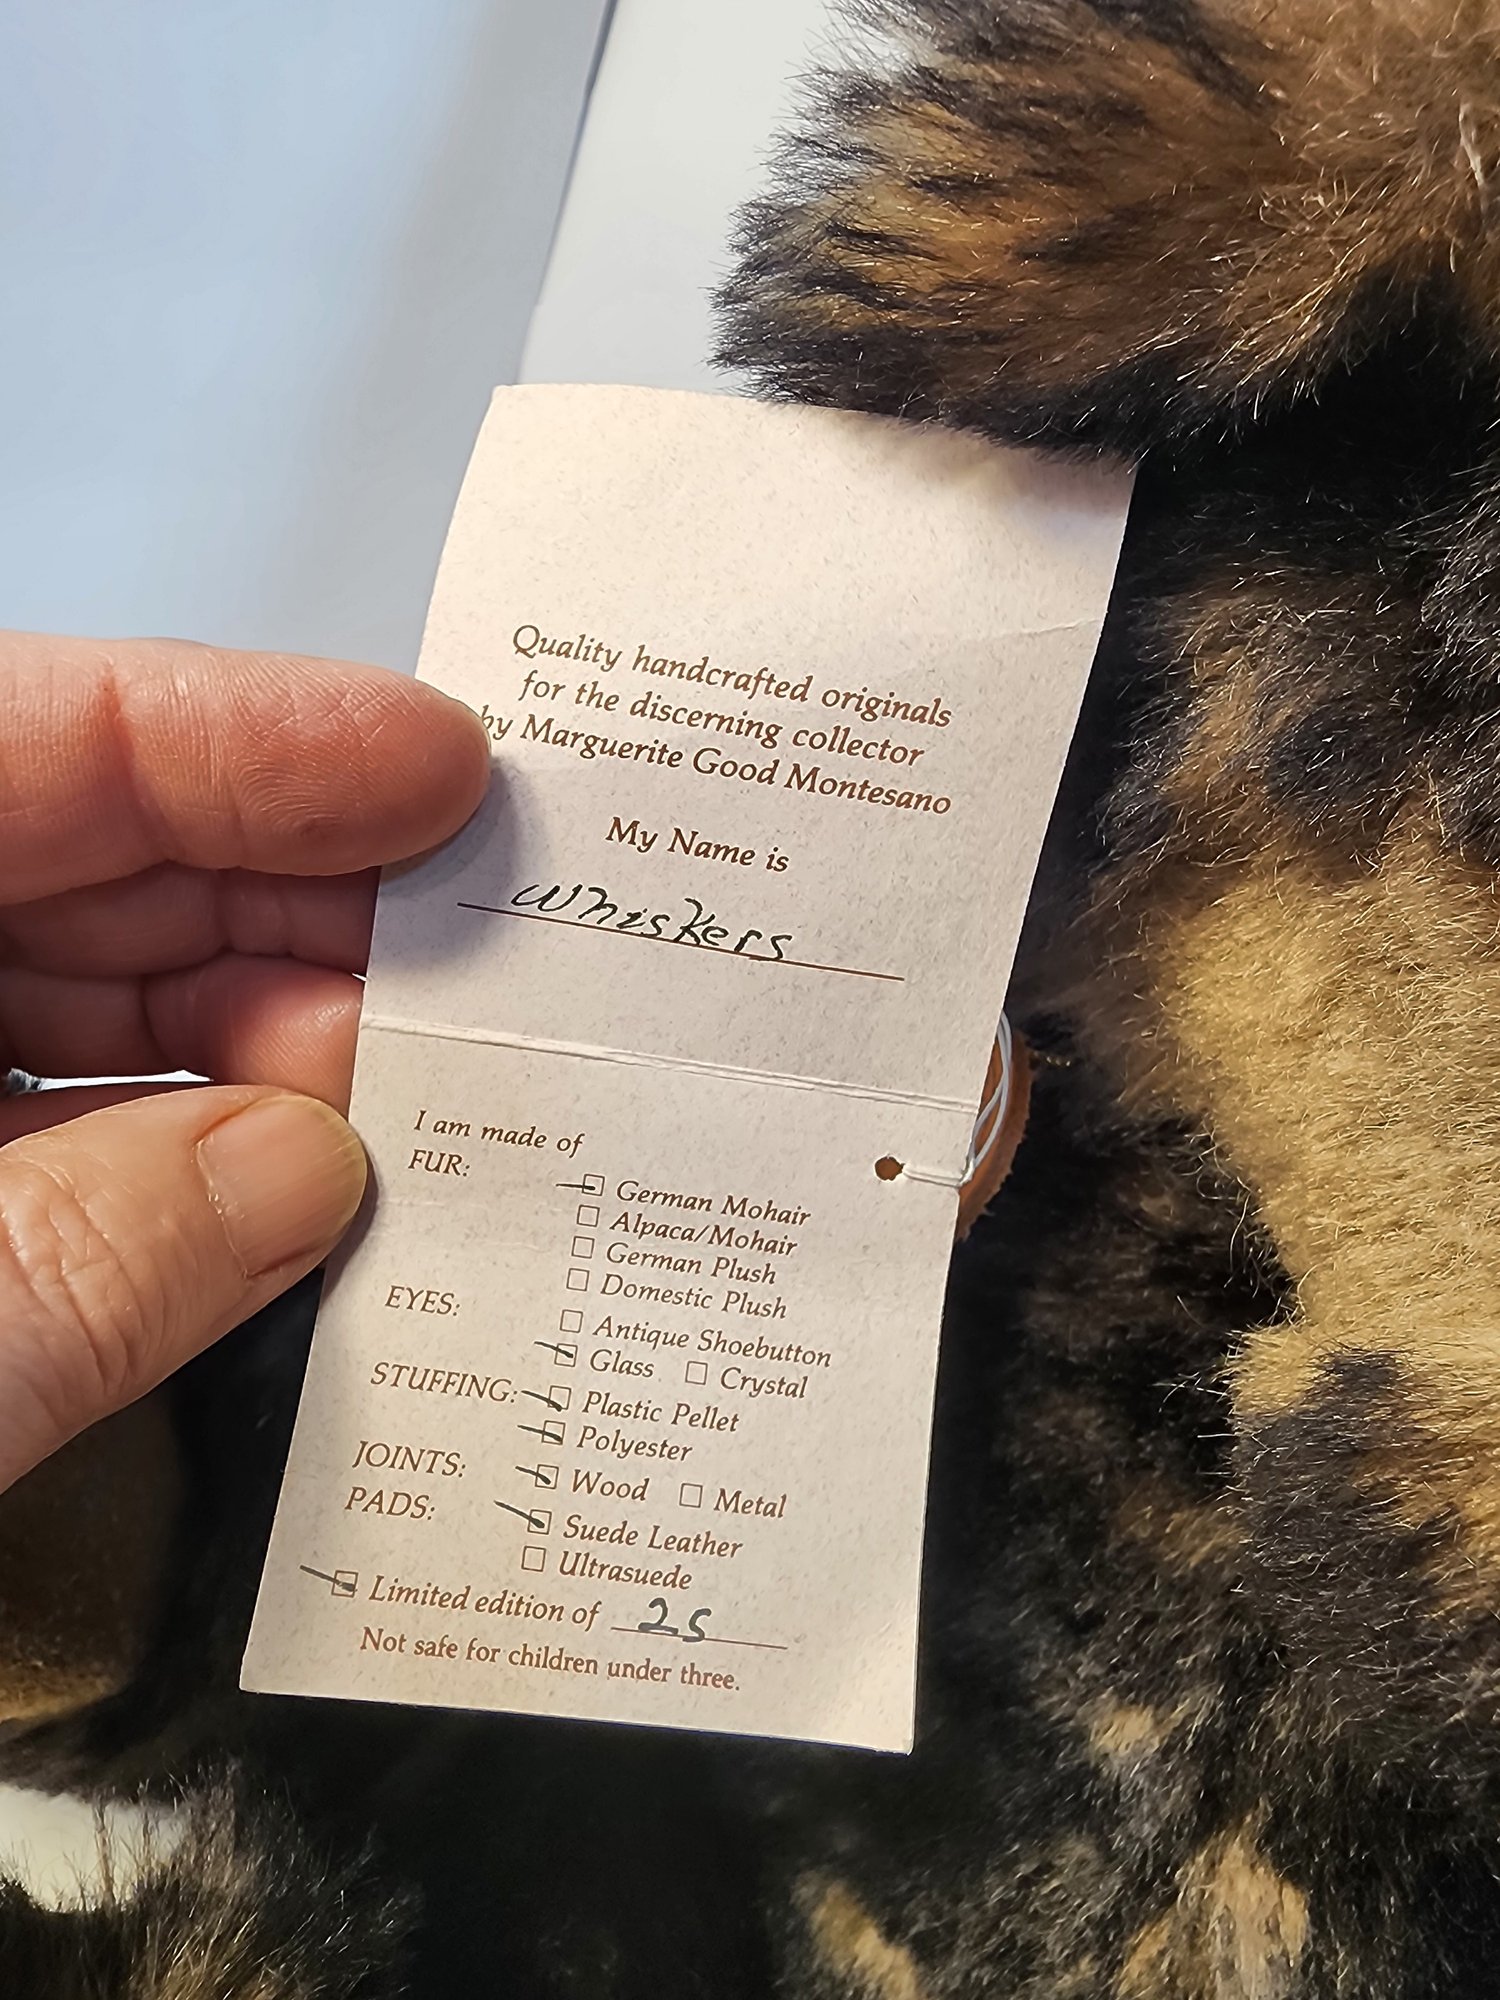 Quality handcrafted originals
for the discerning collector
by Marguerite Good Montesano
My Name is
Whiskers
I am made of
FUR: ☑ German Mohair
☐ Alpaca/Mohair
☐ German Plush
☐ Domestic Plush
EYES: ☐ Antique Shoebutton
☑ Glass ☐ Crystal
STUFFING: ☑ Plastic Pellet
☑ Polyester
JOINTS: ☑ Wood ☐ Metal
PADS: ☑ Suede Leather
☐ Ultrasuede
☑ Limited edition of 25
Not safe for children under three.